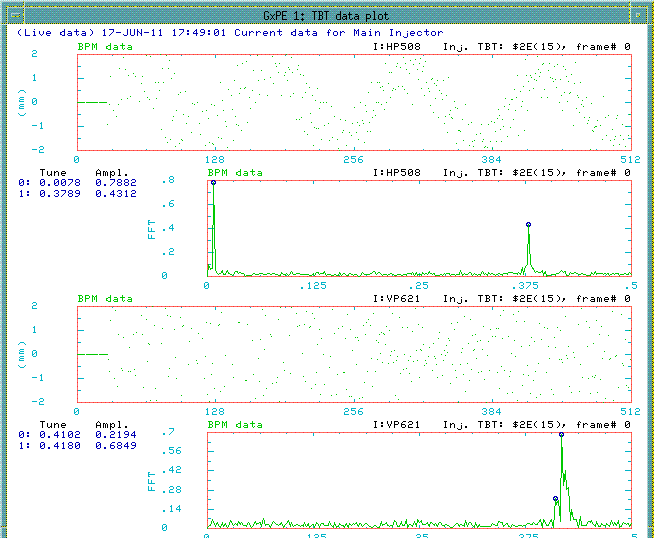 GxPE 1: TBT data plot
(Live data) 17-JUN-11 17:49:01 Current data for Main Injector
BPM data I:HP508 Inj. TBT: $2E(15), frame# 0
2
1
0
-1
-2
(mm)
0 128 256 384 512
Tune Ampl.
0: 0.0078 0.7882
1: 0.3789 0.4312
BPM data I:HP508 Inj. TBT: $2E(15), frame# 0
.8
.6
.4
.2
0
FFT
0 .125 .25 .375 .5
BPM data I:VP621 Inj. TBT: $2E(15), frame# 0
2
1
0
-1
-2
(mm)
0 128 256 384 512
Tune Ampl.
0: 0.4102 0.2194
1: 0.4180 0.6849
BPM data I:VP621 Inj. TBT: $2E(15), frame# 0
.7
.56
.42
.28
.14
0
FFT
0 .125 .25 .375 .5